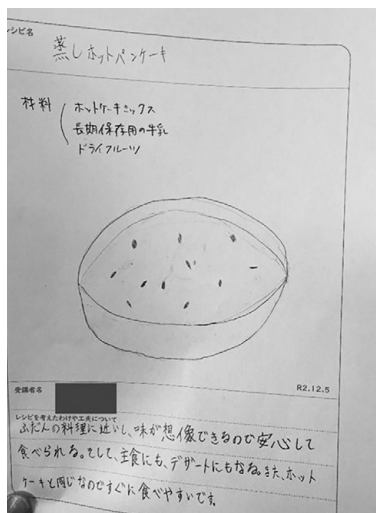 レシピ名
蒸しホットパンケーキ
材料
ホットケーキミックス
長期保存用の牛乳
ドライフルーツ
受講者名
R2.12.5
レシピを考えたわけや工夫について
ふだんの料理に近いし、味が想像できるので安心して
食べられる。そして、主食にも、デザートにもなる。また、ホット
ケーキと同じなのですぐに食べやすいです。